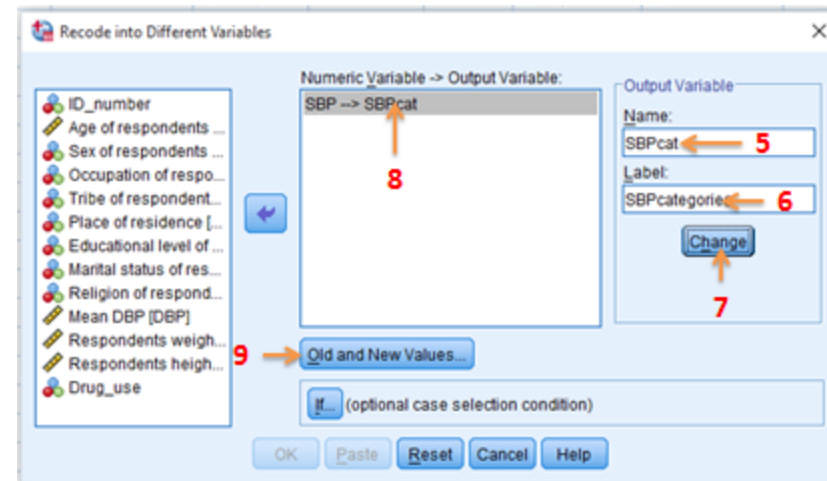 Recode into Different Variables
Numeric Variable -> Output Variable:
SBP --> SBPcat
8
ID_number
Age of respondents ...
Sex of respondents ...
Occupation of respo...
Tribe of respondent...
Place of residence [...
Educational level of ...
Marital status of res...
Religion of respond...
Mean DBP [DBP]
Respondents weigh...
Respondents heigh...
Drug_use
Output Variable
Name:
SBPcat 5
Label:
SBPcategories 6
Change
7
9 Old and New Values...
If... (optional case selection condition)
OK Paste Reset Cancel Help